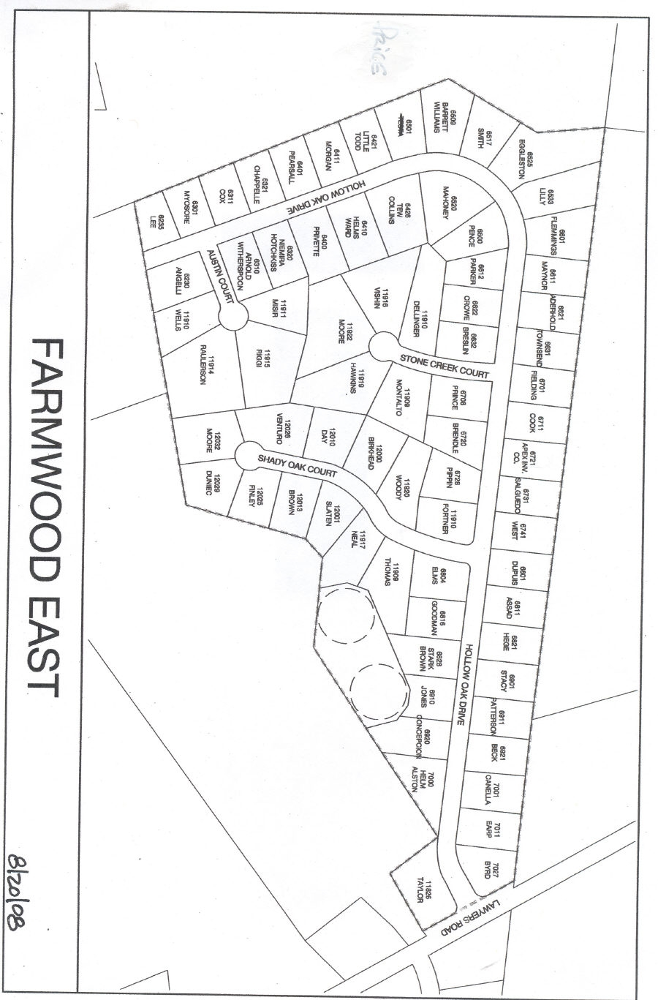 PRICE
6509
BARRETT
WILLIAMS
6517
SMITH
6525
EGGLESTON
6533
LILLY
6601
FLEMMINGS
6611
MAYNOR
6621
ADERHOLD
6631
TOWNSEND
6701
FIELDING
6711
COOK
6721
APEX INV.
CO.
6731
SALGUEDO
6741
WEST
6801
DUPUIS
6811
ASSAD
6821
HEGE
6901
STACY
6911
PATTERSON
6921
BECK
7001
CANELLA
7011
EARP
7027
BYRD
LAWYERS ROAD
11826
TAYLOR
6501
6421
LITTLE
TODD
6411
MORGAN
6401
PEARSALL
6321
CHAPPELLE
6311
COX
6301
MYOSORE
6235
LEE
HOLLOW OAK DRIVE
6520
MAHONEY
6500
PENCE
6426
TEW
COLLINS
6410
HELMS
WARD
6400
PRIVETTE
6320
NIEMIRA
HOTCHKISS
6310
ARNOLD
WITHERSPOON
AUSTIN COURT
6230
ANGELLI
11910
WELLS
11914
RAULERSON
11915
RIGGI
11911
MISIR
6612
PARKER
6622
CROWE
6632
BRESLIN
11910
DELLINGER
11916
VISHIN
11922
MOORE
11919
HAWKINS
STONE CREEK COURT
11909
MONTALTO
6708
PRINCE
6720
BRENDLE
6728
PIPPIN
11910
FORTNER
11920
WOODY
12000
BIRKHEAD
12010
DAY
12026
VENTURO
12032
MOORE
SHADY OAK COURT
12029
DUNIEC
12025
FINLEY
12013
BROWN
12001
SLATEN
11917
NEAL
11909
THOMAS
6804
ELMS
6816
GOODMAN
6828
STARK
BROWN
6910
JONES
6920
CONCEPCION
7000
HELM
ALSTON
HOLLOW OAK DRIVE
FARMWOOD EAST
8/20/08